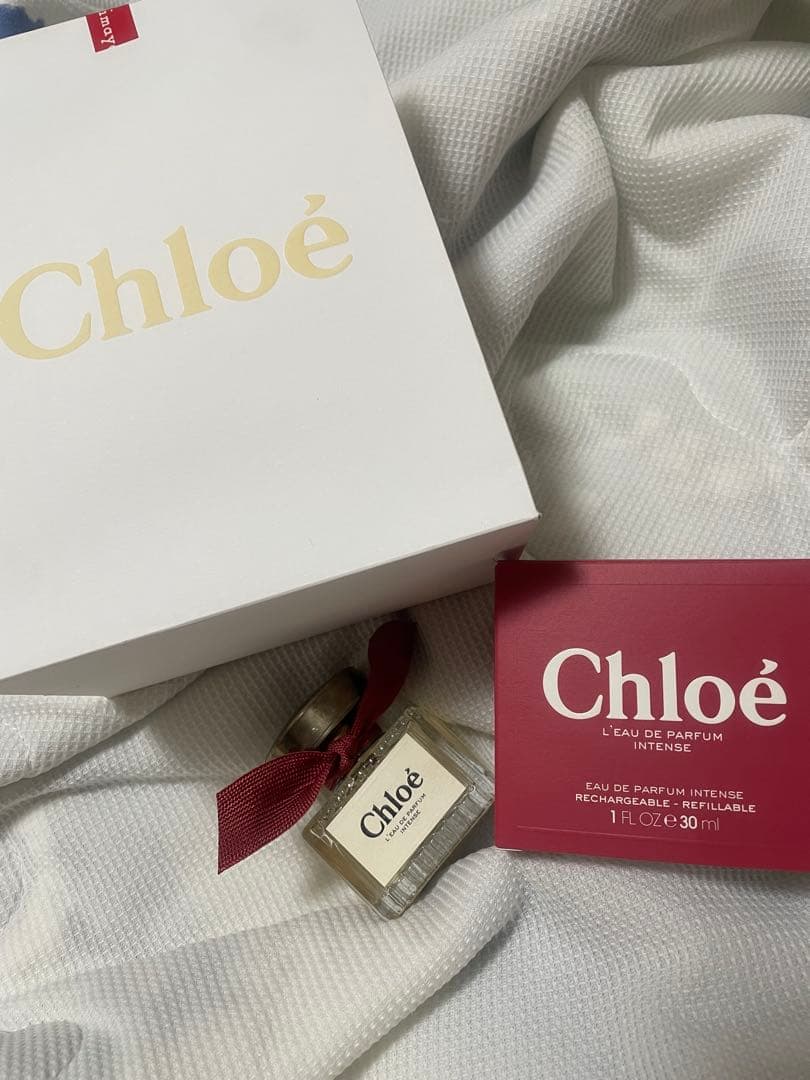 imay
Chloé
Chloé
L'EAU DE PARFUM
INTENSE
Chloé
L'EAU DE PARFUM
INTENSE
EAU DE PARFUM INTENSE
RECHARGEABLE - REFILLABLE
1 FL OZ ℮ 30 ml